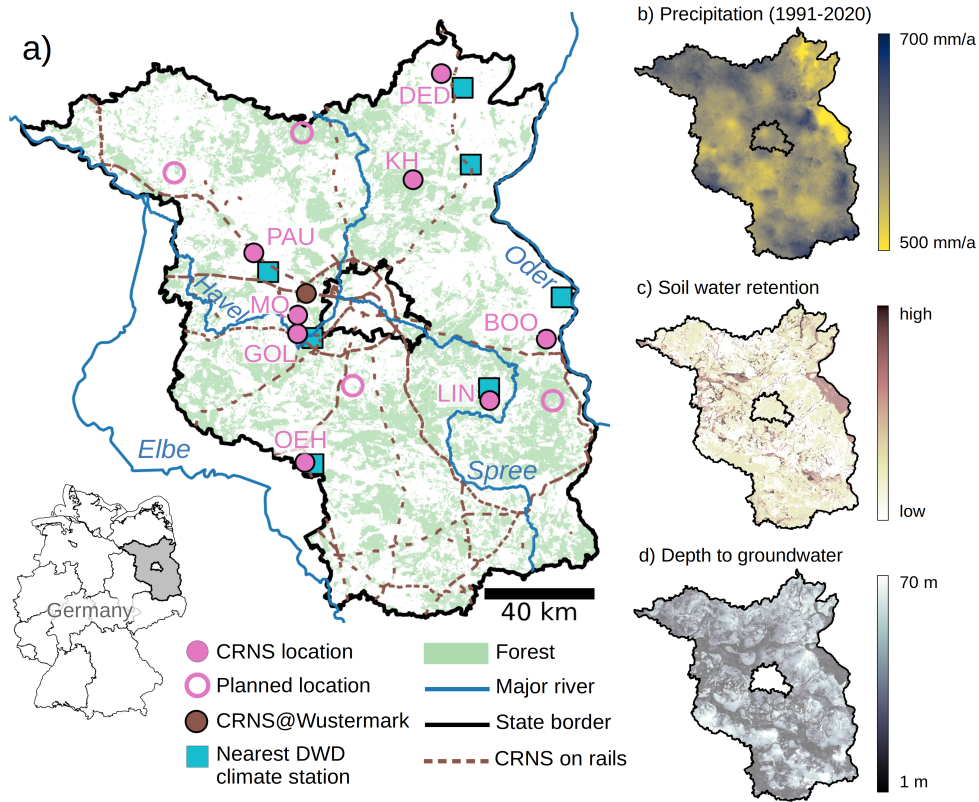 a)
DED
KH
PAU
Havel
MQ
GOL
Oder
BOO
LIN
OEH
Elbe
Spree
40 km
Germany
CRNS location
Planned location
CRNS@Wustermark
Nearest DWD
climate station
Forest
Major river
State border
CRNS on rails
b) Precipitation (1991-2020)
700 mm/a
500 mm/a
c) Soil water retention
high
low
d) Depth to groundwater
70 m
1 m